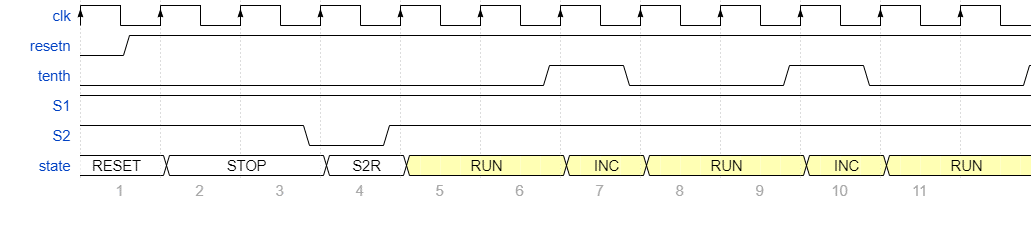 clk
resetn
tenth
S1
S2
state RESET STOP S2R RUN INC RUN INC RUN
1 2 3 4 5 6 7 8 9 10 11